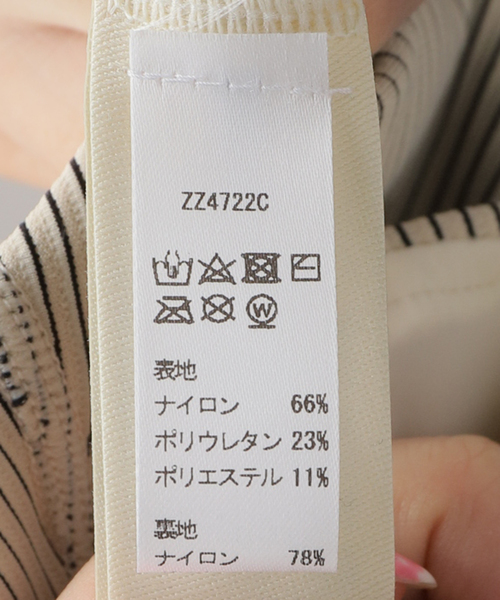 ZZ4722C
W
表地
ナイロン 66%
ポリウレタン 23%
ポリエステル 11%
裏地
ナイロン 78%